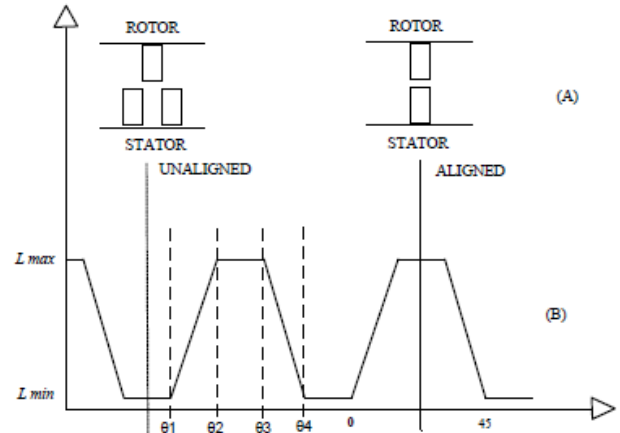 ROTOR ROTOR
(A)
STATOR STATOR
UNALIGNED ALIGNED
L max
(B)
L min
θ1 θ2 θ3 θ4 0 45